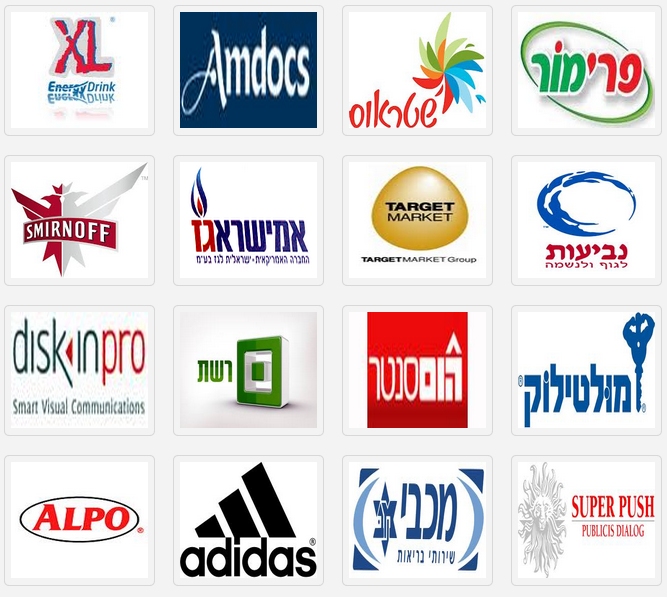 XL
Energy Drink
Amdocs
שטראוס
פרימור
SMIRNOFF
TM
אמישראגז
החברה האמריקאית-ישראלית לגז בע"מ
TARGET
MARKET
TARGETMARKET Group
נביעות
לגוף ולנשמה
diskinpro
Smart Visual Communications
רשת
הום סנטר
מולטילוק
ALPO
adidas
מכבי
שירותי בריאות
SUPER PUSH
PUBLICIS DIALOG